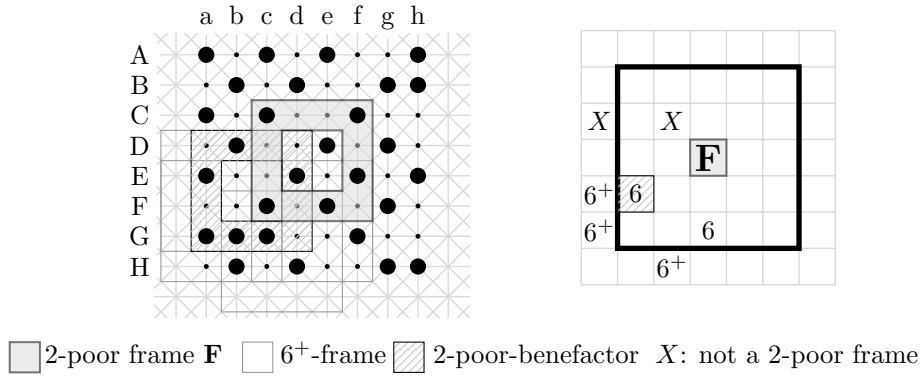 a b c d e f g h
A
B
C
D
E
F
G
H
X X
F
6⁺ 6
6⁺ 6
6⁺
2-poor frame F 6⁺-frame 2-poor-benefactor X: not a 2-poor frame